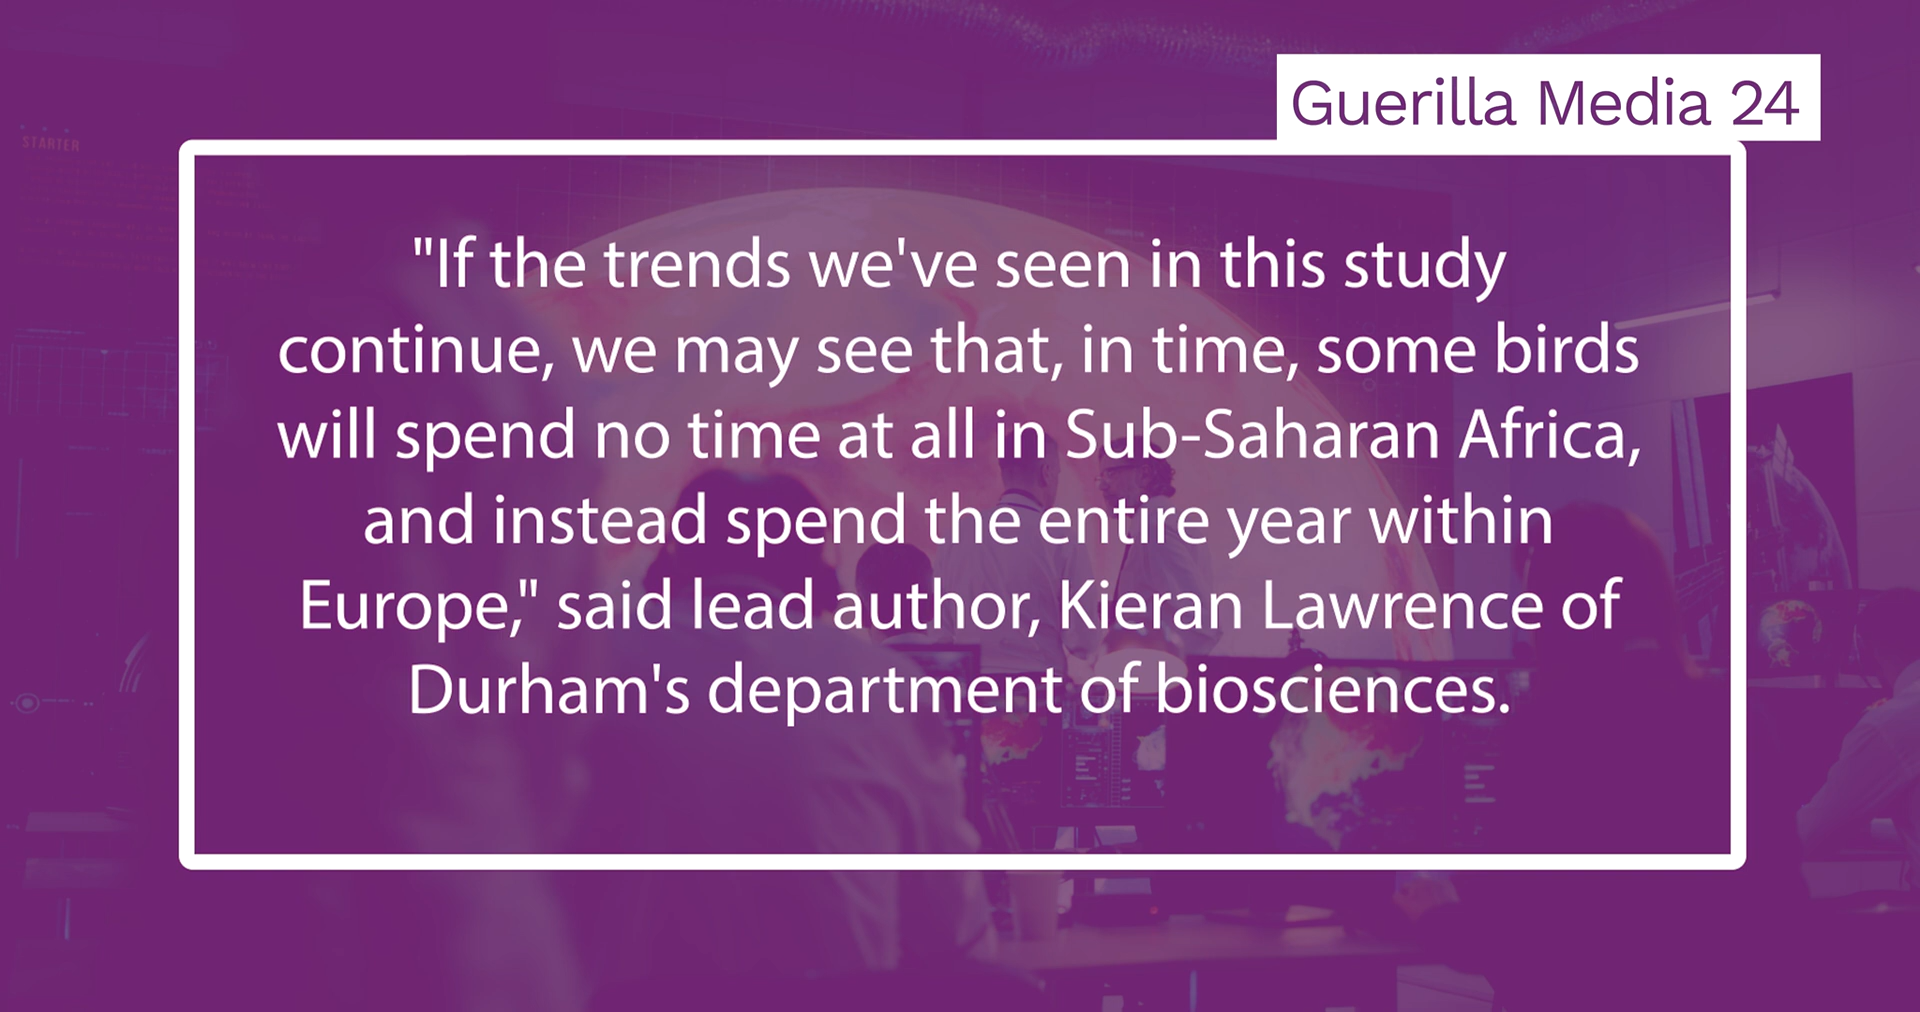 Guerilla Media 24
STARTER
"If the trends we've seen in this study
continue, we may see that, in time, some birds
will spend no time at all in Sub-Saharan Africa,
and instead spend the entire year within
Europe," said lead author, Kieran Lawrence of
Durham's department of biosciences.